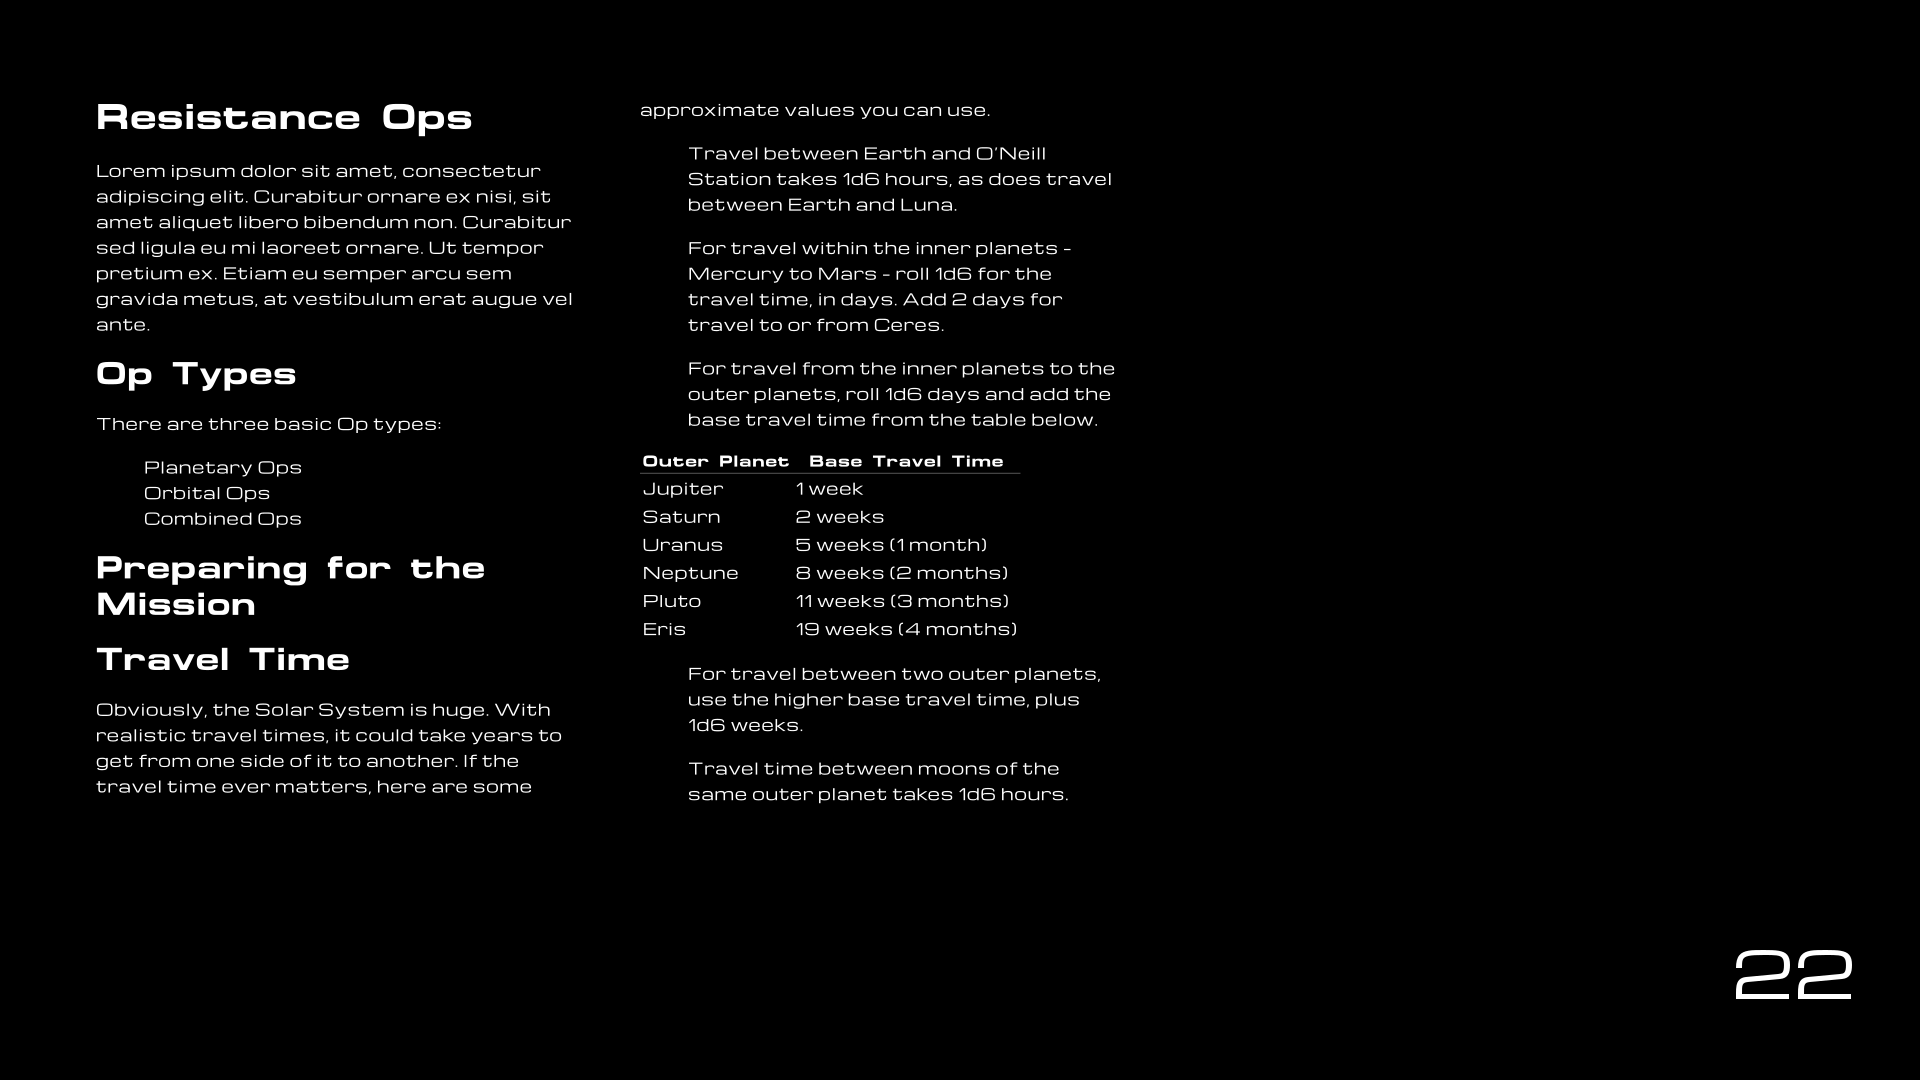 Resistance Ops
Lorem ipsum dolor sit amet, consectetur
adipiscing elit. Curabitur ornare ex nisi, sit
amet aliquet libero bibendum non. Curabitur
sed ligula eu mi laoreet ornare. Ut tempor
pretium ex. Etiam eu semper arcu sem
gravida metus, at vestibulum erat augue vel
ante.
Op Types
There are three basic Op types:
Planetary Ops
Orbital Ops
Combined Ops
Preparing for the
Mission
Travel Time
Obviously, the Solar System is huge. With
realistic travel times, it could take years to
get from one side of it to another. If the
travel time ever matters, here are some
approximate values you can use.
Travel between Earth and O'Neill
Station takes 1d6 hours, as does travel
between Earth and Luna.
For travel within the inner planets -
Mercury to Mars - roll 1d6 for the
travel time, in days. Add 2 days for
travel to or from Ceres.
For travel from the inner planets to the
outer planets, roll 1d6 days and add the
base travel time from the table below.
Outer Planet Base Travel Time
Jupiter 1 week
Saturn 2 weeks
Uranus 5 weeks (1 month)
Neptune 8 weeks (2 months)
Pluto 11 weeks (3 months)
Eris 19 weeks (4 months)
For travel between two outer planets,
use the higher base travel time, plus
1d6 weeks.
Travel time between moons of the
same outer planet takes 1d6 hours.
22